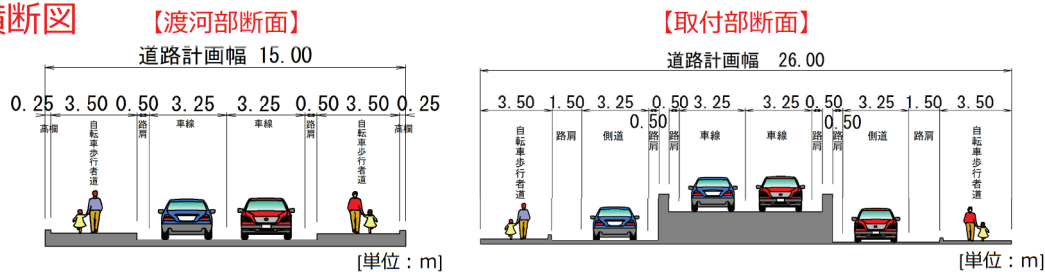 横断図
【渡河部断面】
道路計画幅 15.00
0.25 3.50 0.50 3.25 3.25 0.50 3.50 0.25
高欄 自転車歩行者道 路肩 車線 車線 路肩 自転車歩行者道 高欄
[単位：m]
【取付部断面】
道路計画幅 26.00
3.50 1.50 3.25 0.50 3.25 3.25 0.50 3.25 1.50 3.50
0.50 0.50
自転車歩行者道 路肩 側道 路肩 路肩 車線 車線 路肩 路肩 側道 路肩 自転車歩行者道
[単位：m]